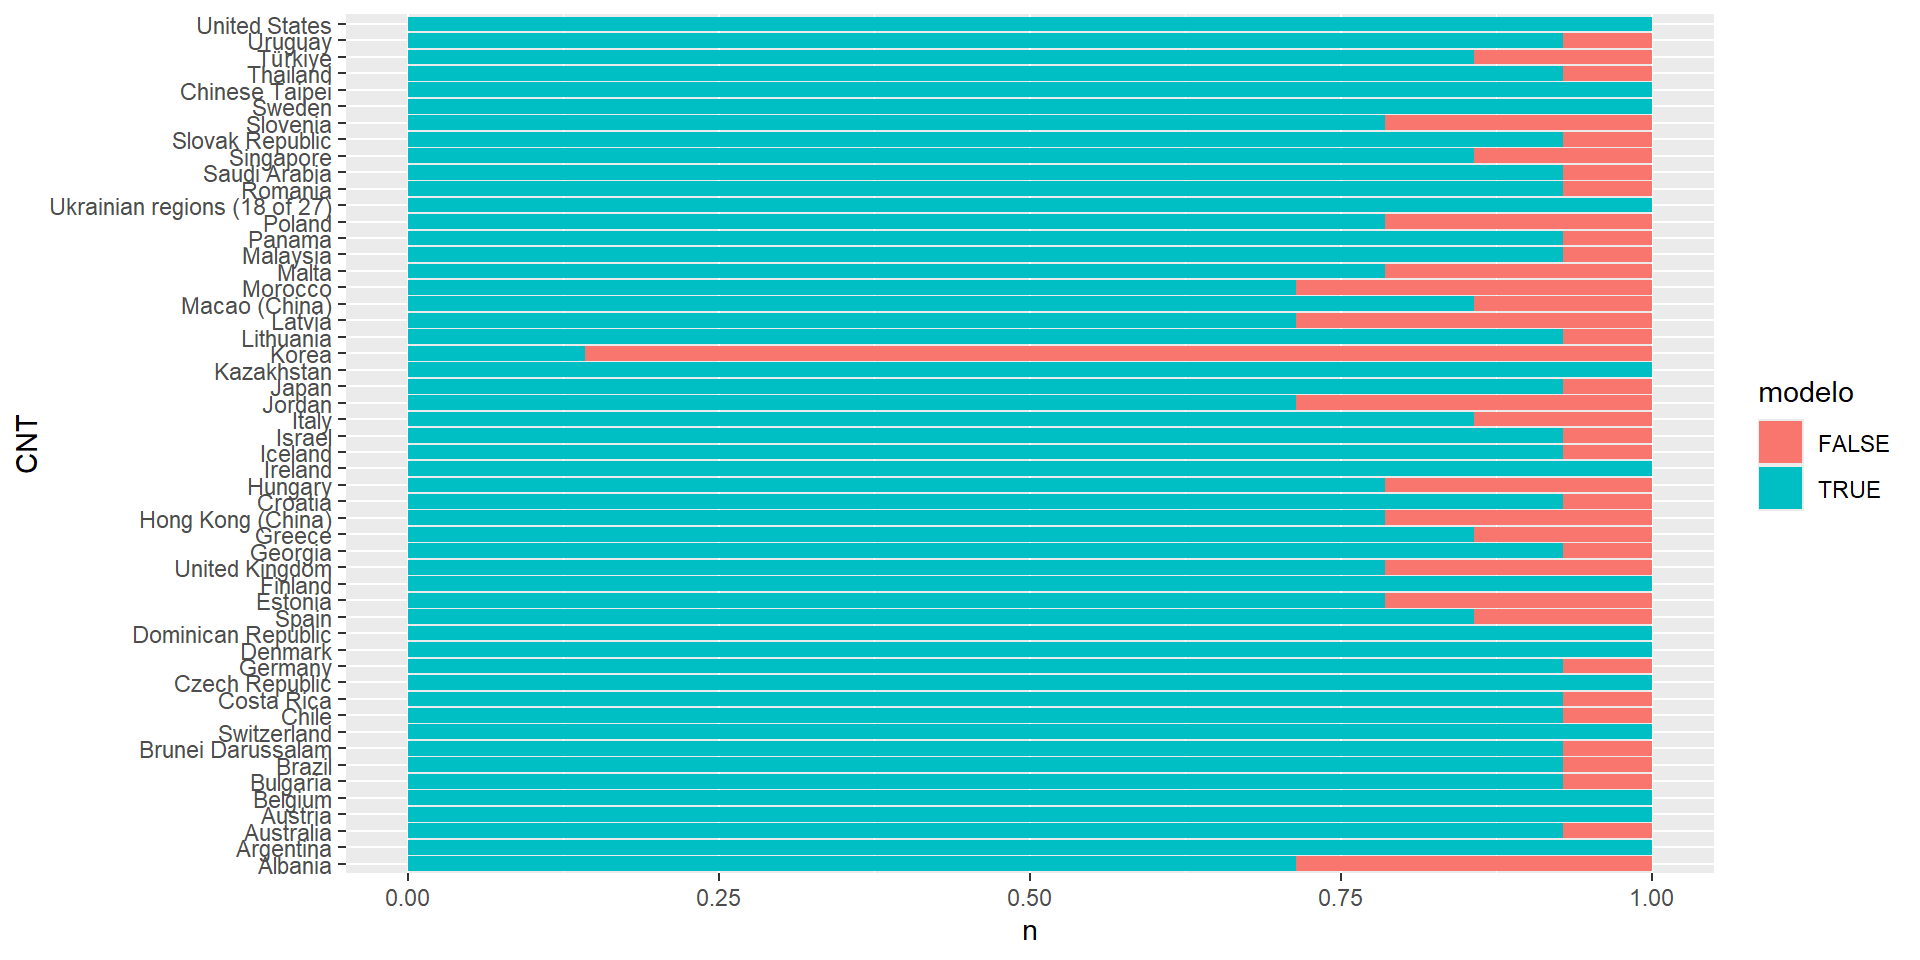 United States
Uruguay
Türkiye
Thailand
Chinese Taipei
Sweden
Slovenia
Slovak Republic
Singapore
Saudi Arabia
Romania
Ukrainian regions (18 of 27)
Poland
Panama
Malaysia
Malta
Morocco
Macao (China)
Latvia
Lithuania
Korea
Kazakhstan
Japan
Jordan
Italy
Israel
Iceland
Ireland
Hungary
Croatia
Hong Kong (China)
Greece
Georgia
United Kingdom
Finland
Estonia
Spain
Dominican Republic
Denmark
Germany
Czech Republic
Costa Rica
Chile
Switzerland
Brunei Darussalam
Brazil
Bulgaria
Belgium
Austria
Australia
Argentina
Albania
CNT
0.00 0.25 0.50 0.75 1.00
n
modelo
FALSE
TRUE